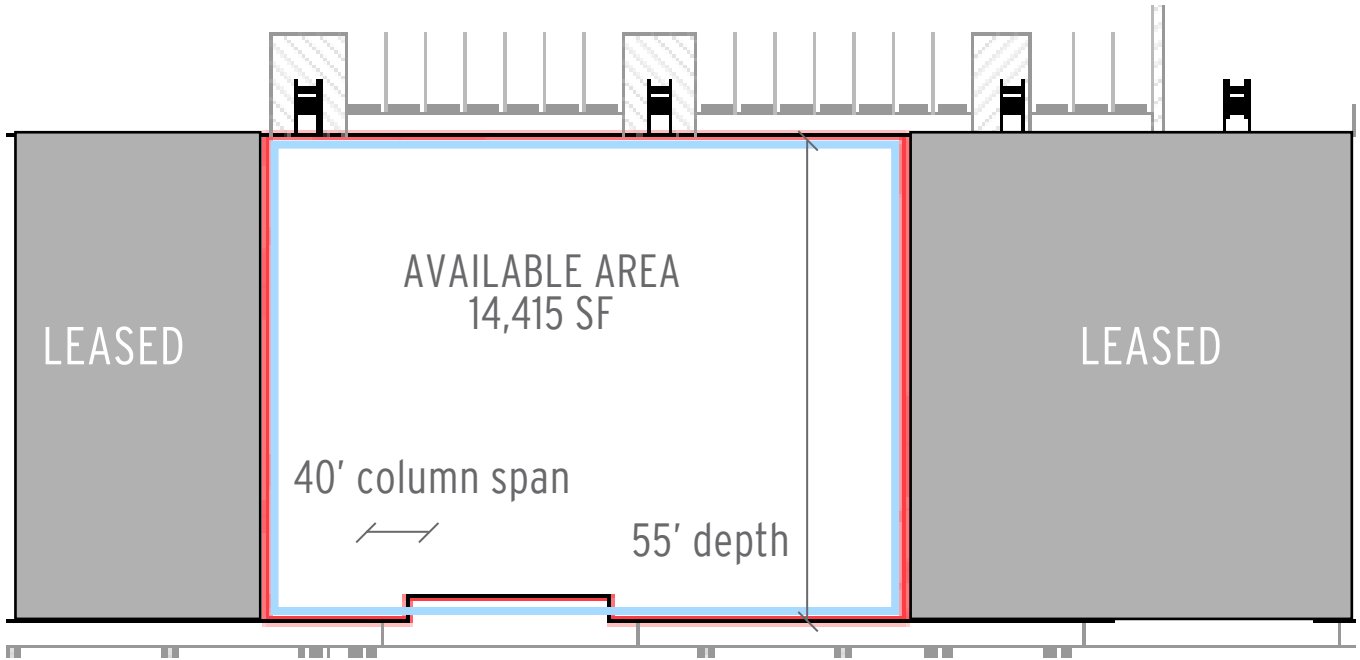 AVAILABLE AREA
14,415 SF
LEASED
LEASED
40' column span
55' depth